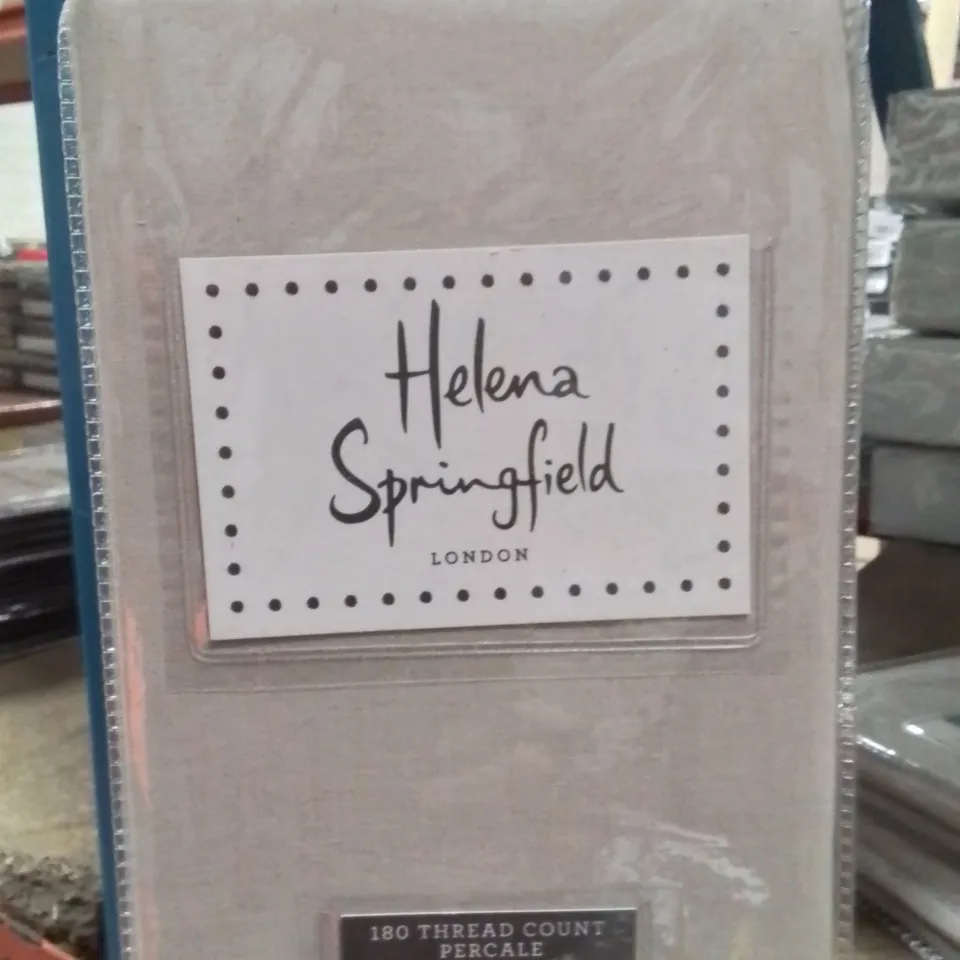 Helena
Springfield
LONDON
180 THREAD COUNT
PERCALE